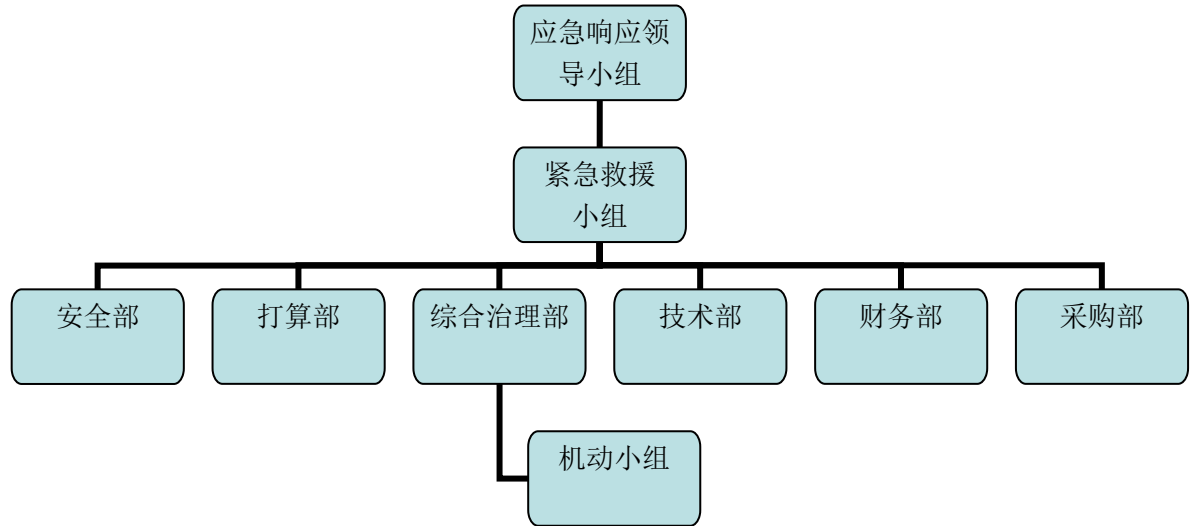 应急响应领
导小组
紧急救援
小组
安全部
打算部
综合治理部
技术部
财务部
采购部
机动小组